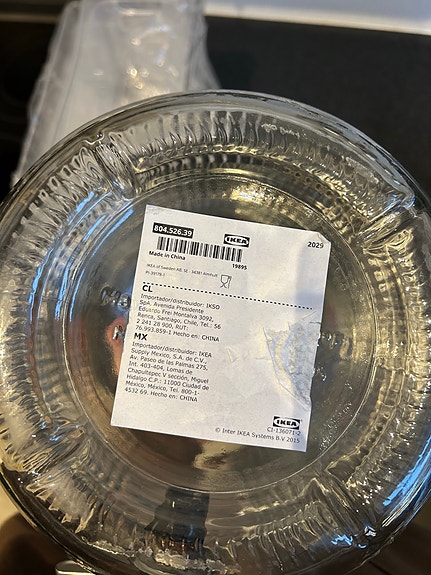 804.526.39
IKEA
2029
19895
Made in China
IKEA of Sweden AB, SE - 34381 Älmhult
CL
Importador/distribuidor: IKSO
SpA, Avenida Presidente
Eduardo Frei Montalva 3092,
Renca, Santiago, Chile, Tel.: 56
2 241 28 900, RUT:
76.993.859-1 Hecho en: CHINA
MX
Importador/distribuidor: IKEA
Supply Mexico, S.A. de C.V.,
Av. Paseo de las Palmas 275,
Int. 403-404, Lomas de
Chapultepec V sección, Miguel
Hidalgo C.P.: 11000 Ciudad de
México, México, Tel. 800-1-
4532 69. Hecho en: CHINA
IKEA
CI-136071-2
© Inter IKEA Systems B.V 2015